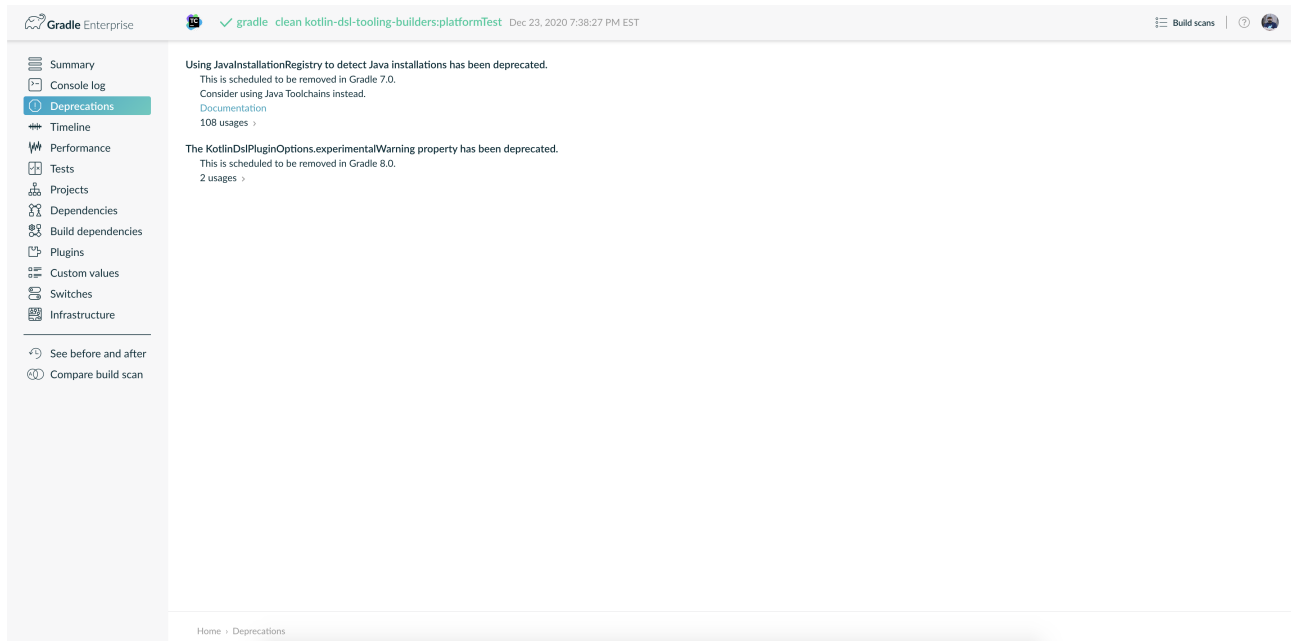 Gradle Enterprise
TC
gradle clean kotlin-dsl-tooling-builders:platformTest Dec 23, 2020 7:38:27 PM EST
Build scans
?
Summary
Console log
Deprecations
Timeline
Performance
Tests
Projects
Dependencies
Build dependencies
Plugins
Custom values
Switches
Infrastructure
See before and after
Compare build scan
Using JavaInstallationRegistry to detect Java installations has been deprecated.
This is scheduled to be removed in Gradle 7.0.
Consider using Java Toolchains instead.
Documentation
108 usages ›
The KotlinDslPluginOptions.experimentalWarning property has been deprecated.
This is scheduled to be removed in Gradle 8.0.
2 usages ›
Home › Deprecations